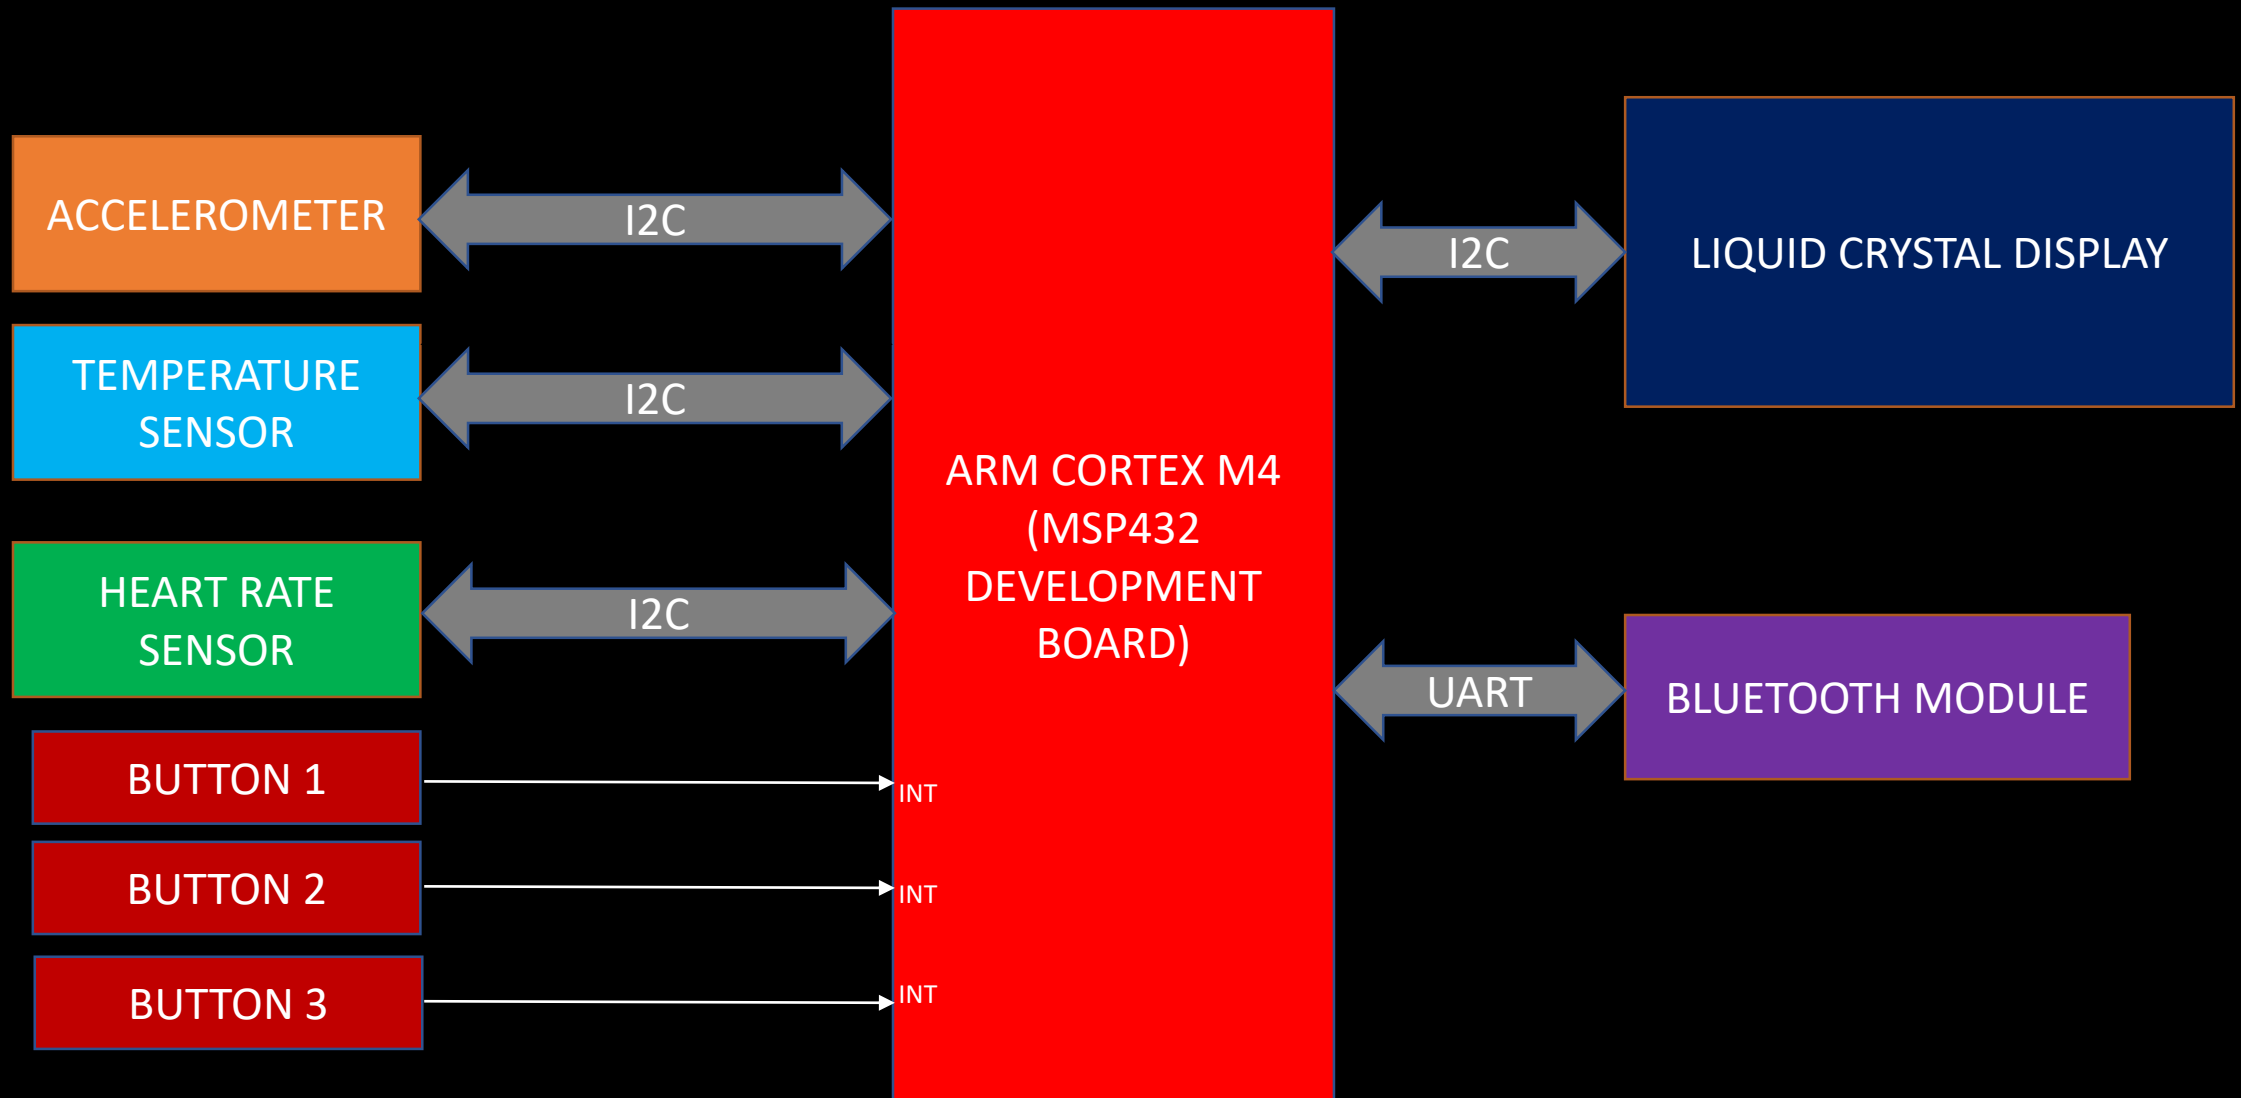 ACCELEROMETER
I2C
TEMPERATURE
SENSOR
I2C
HEART RATE
SENSOR
I2C
BUTTON 1
INT
BUTTON 2
INT
BUTTON 3
INT
ARM CORTEX M4
(MSP432
DEVELOPMENT
BOARD)
I2C
LIQUID CRYSTAL DISPLAY
UART
BLUETOOTH MODULE